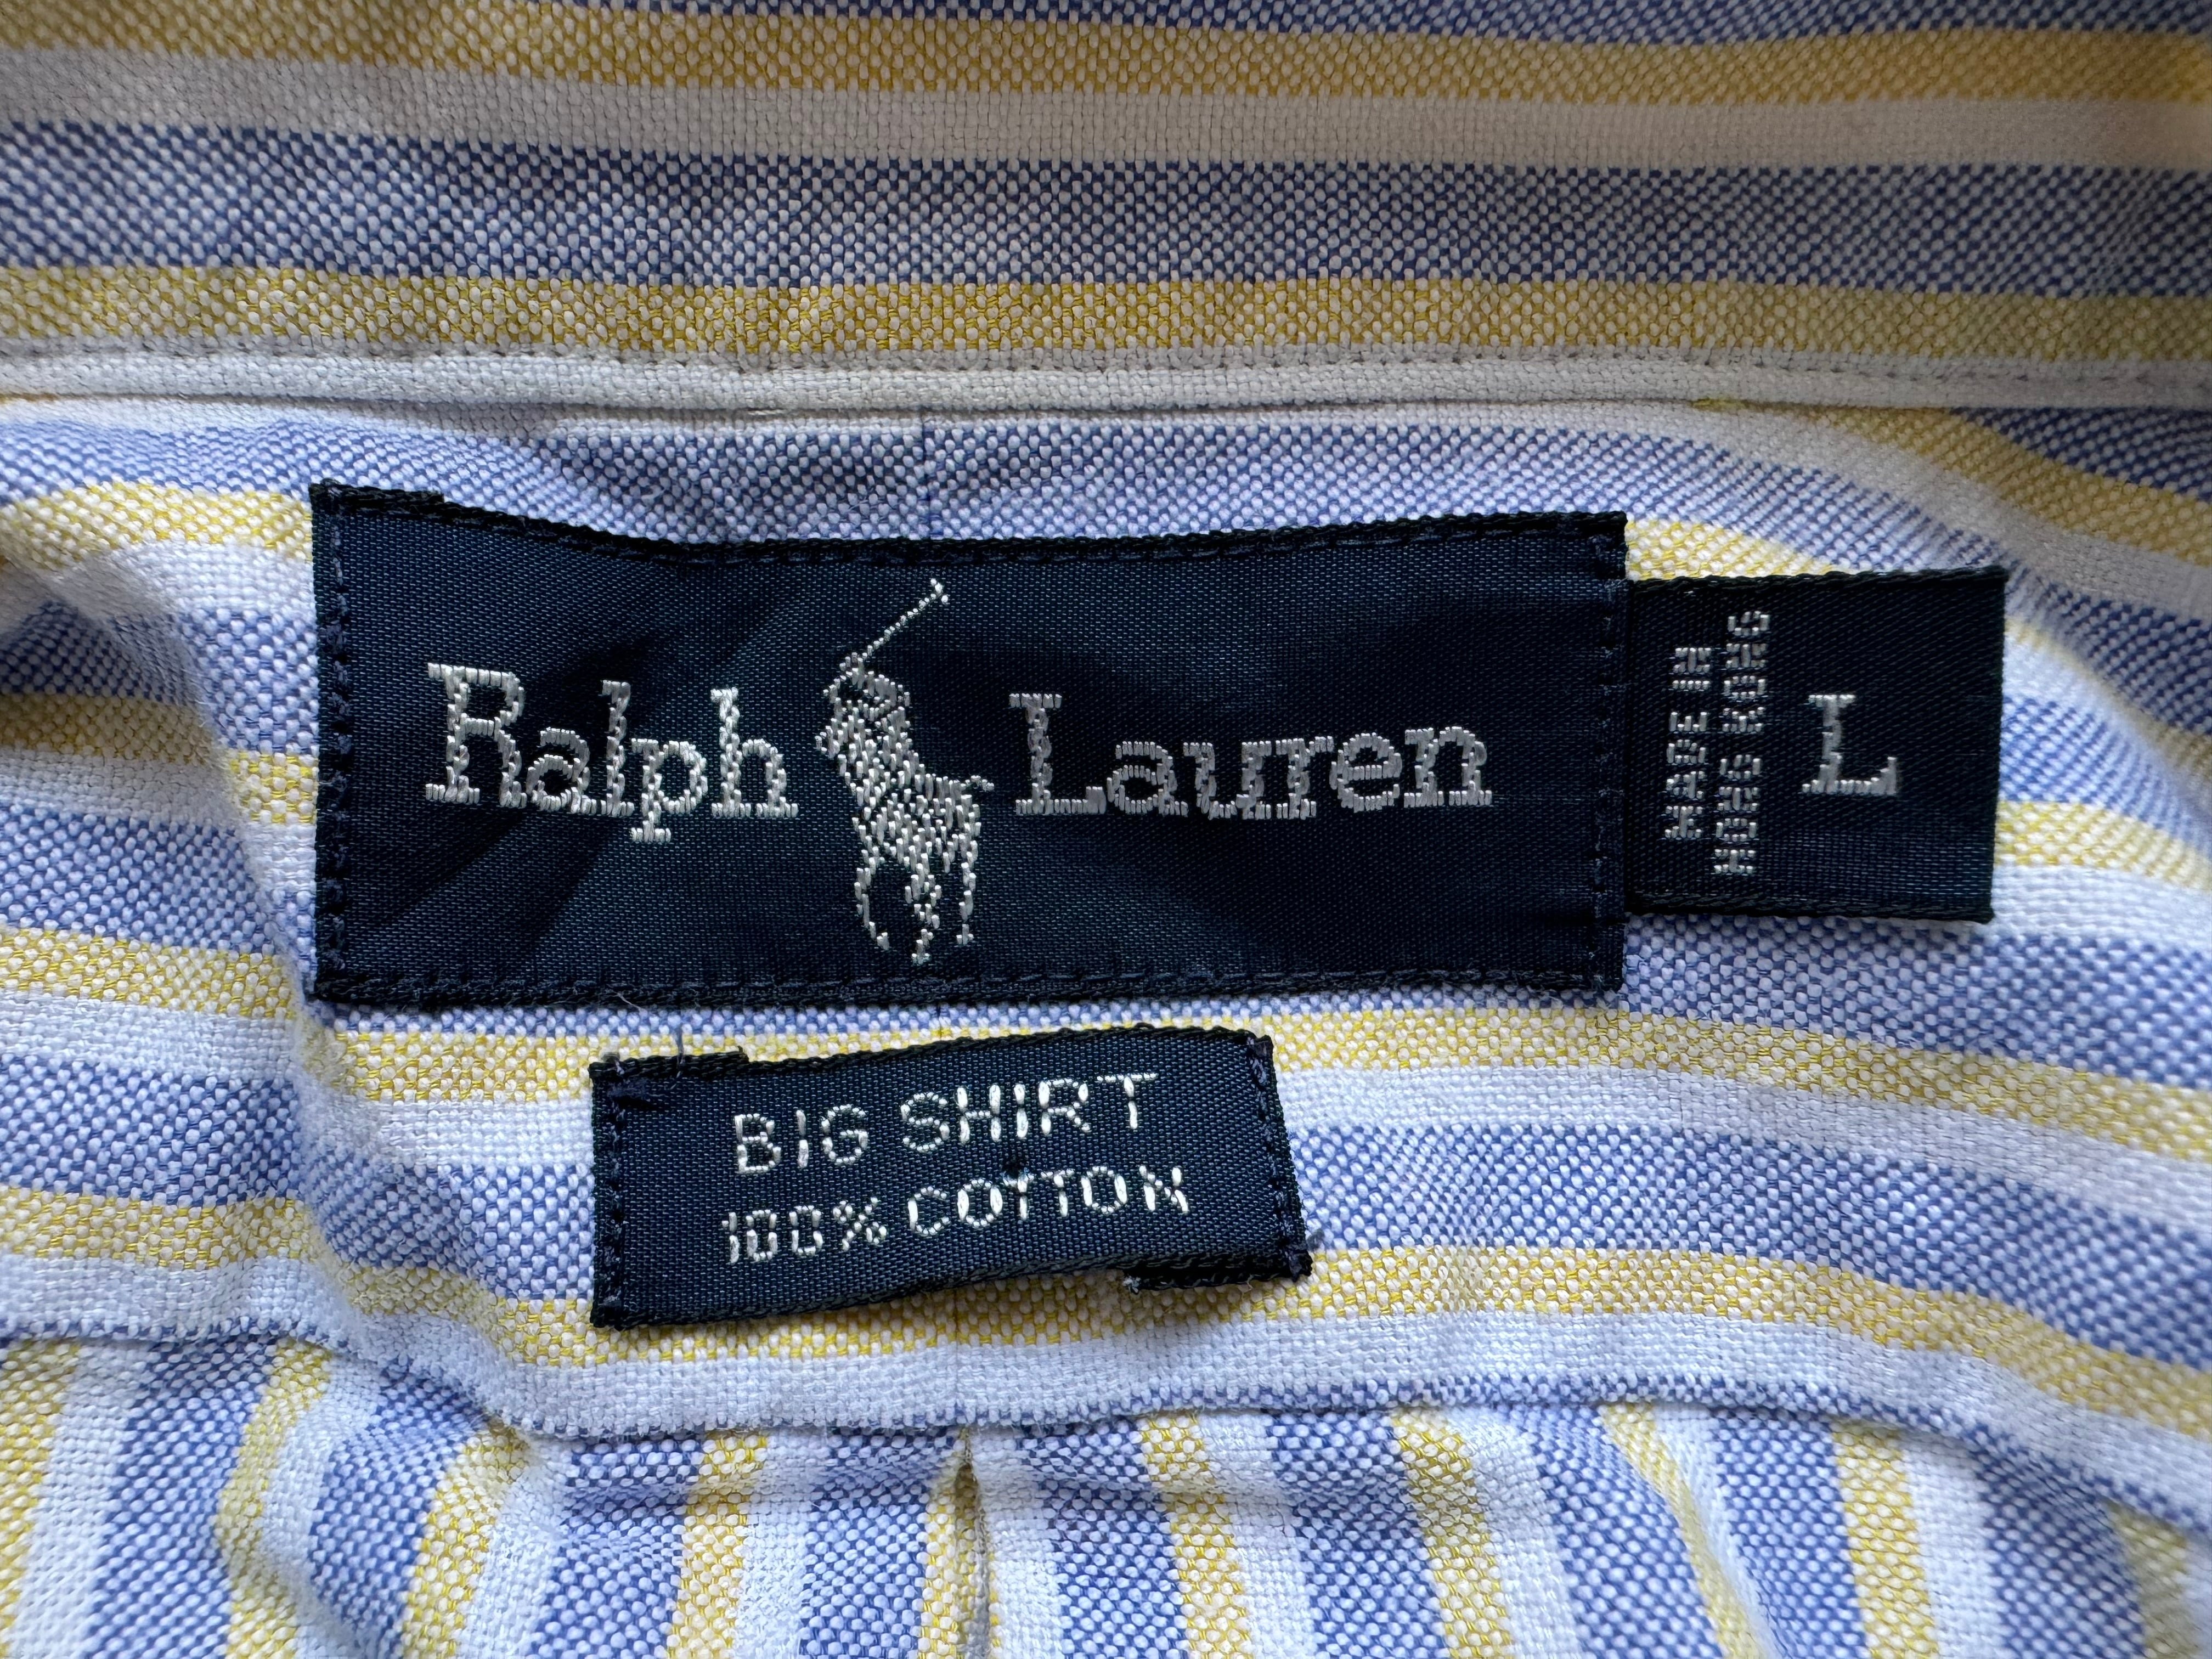 Ralph Lauren
MADE IN
HONG KONG
L
BIG SHIRT
100% COTTON